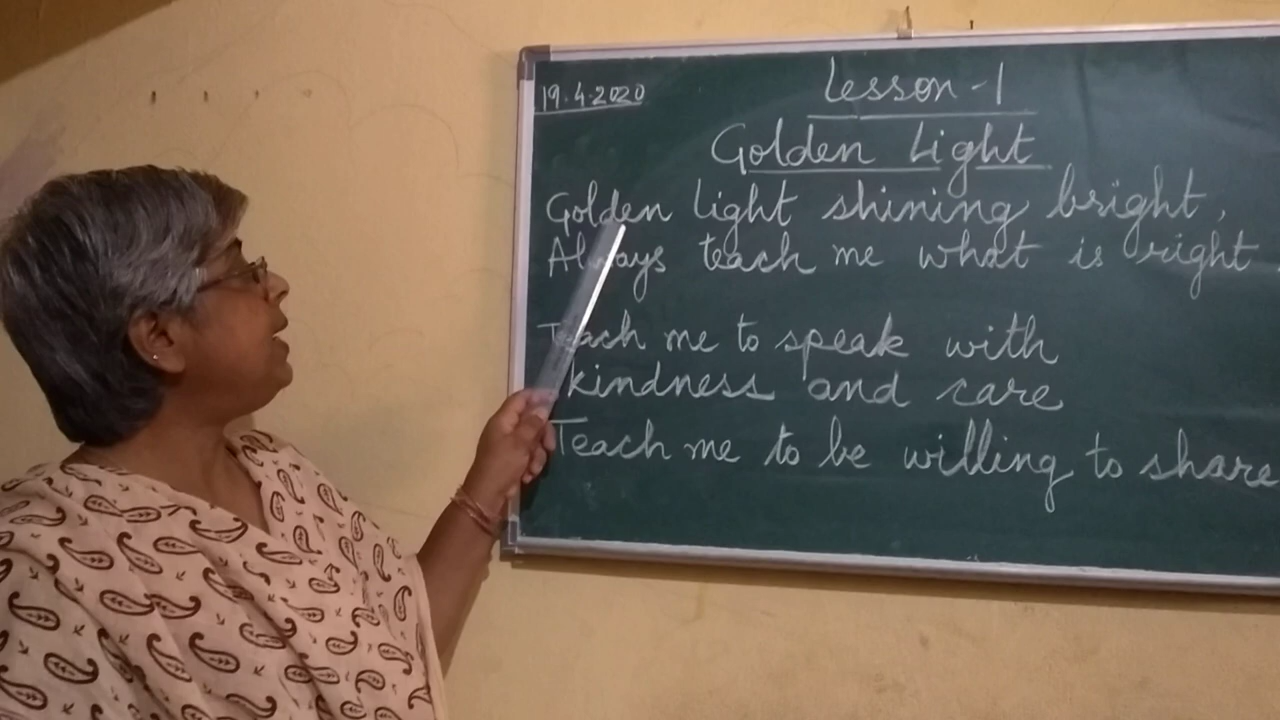 19.4.2020
Lesson-1
Golden Light
Golden Light shining bright,
Always teach me what is right.
Teach me to speak with
kindness and care
Teach me to be willing to share